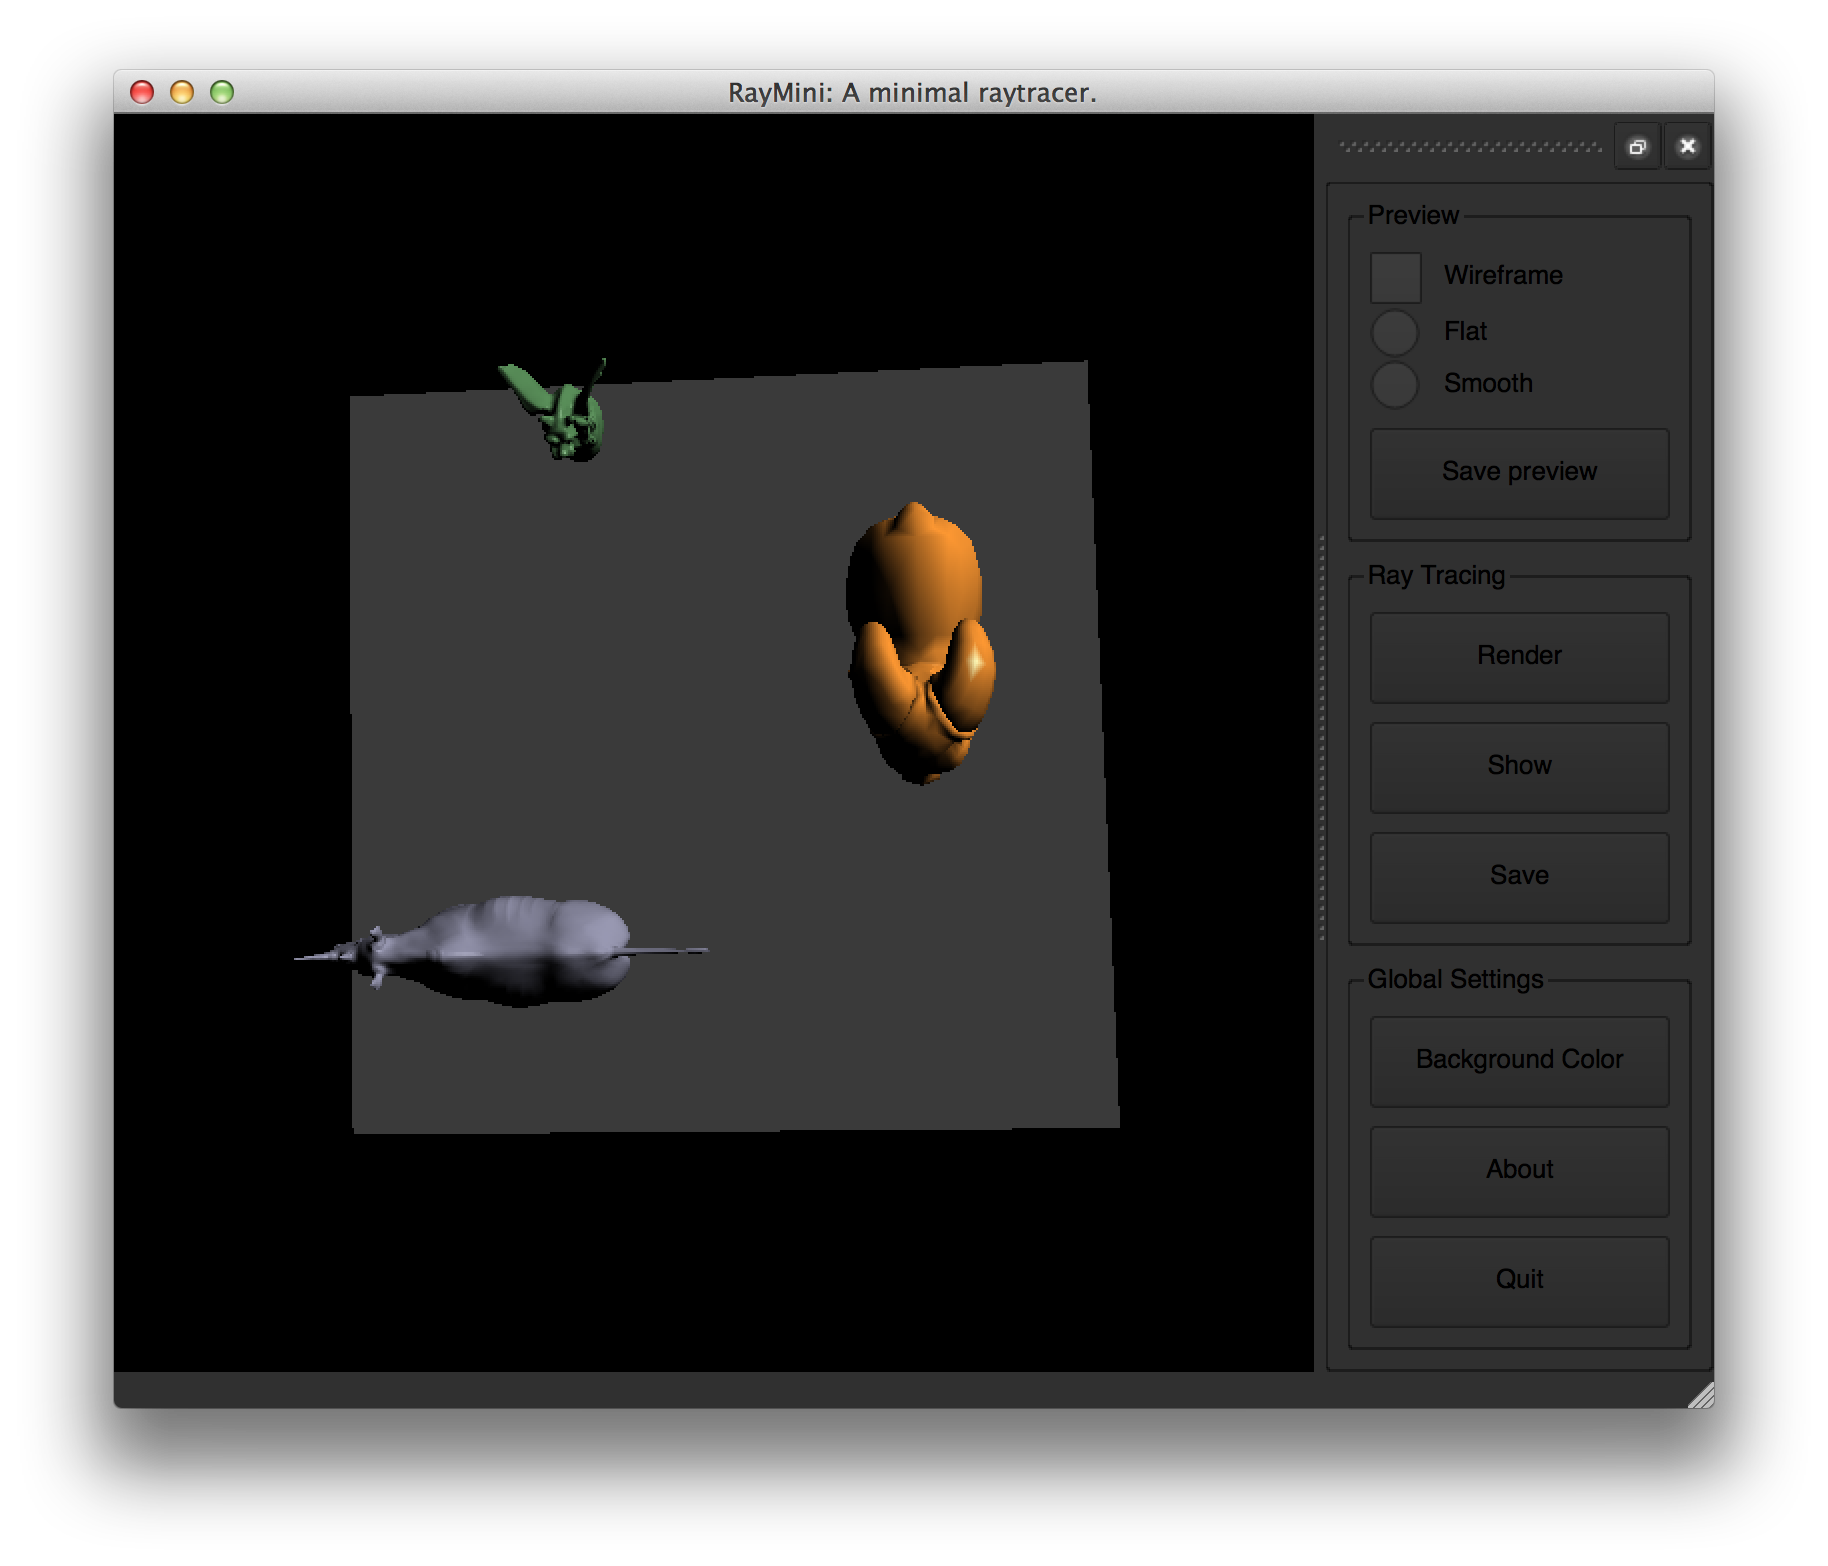 RayMini: A minimal raytracer.
Preview
Wireframe
Flat
Smooth
Save preview
Ray Tracing
Render
Show
Save
Global Settings
Background Color
About
Quit